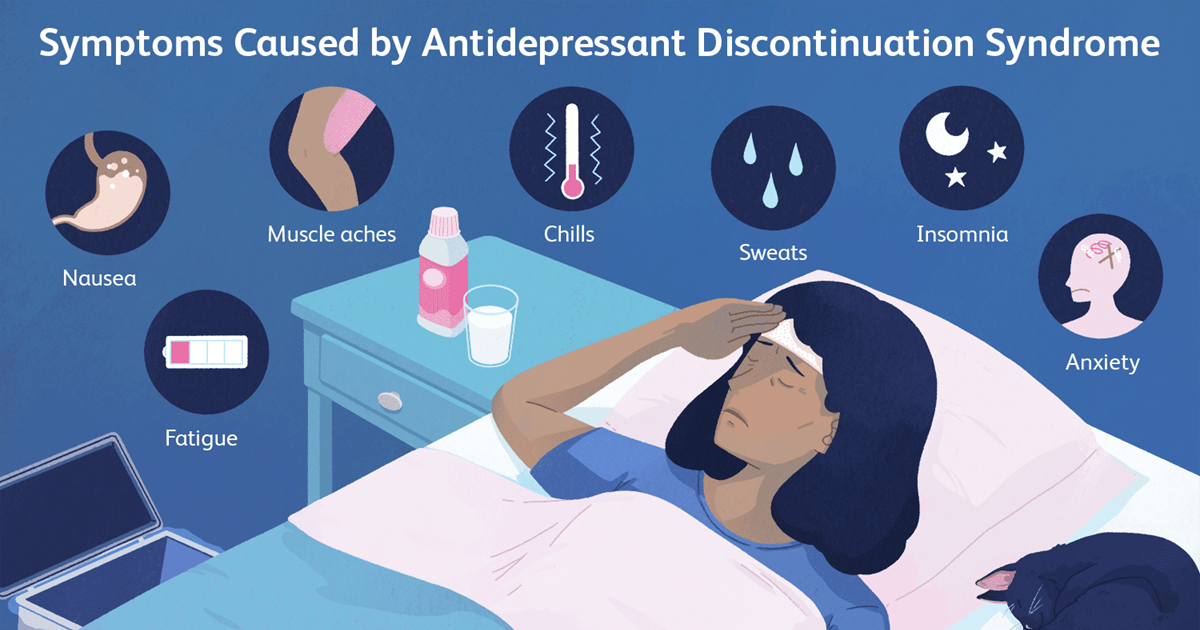 Symptoms Caused by Antidepressant Discontinuation Syndrome
Nausea
Muscle aches
Chills
Sweats
Insomnia
Anxiety
Fatigue